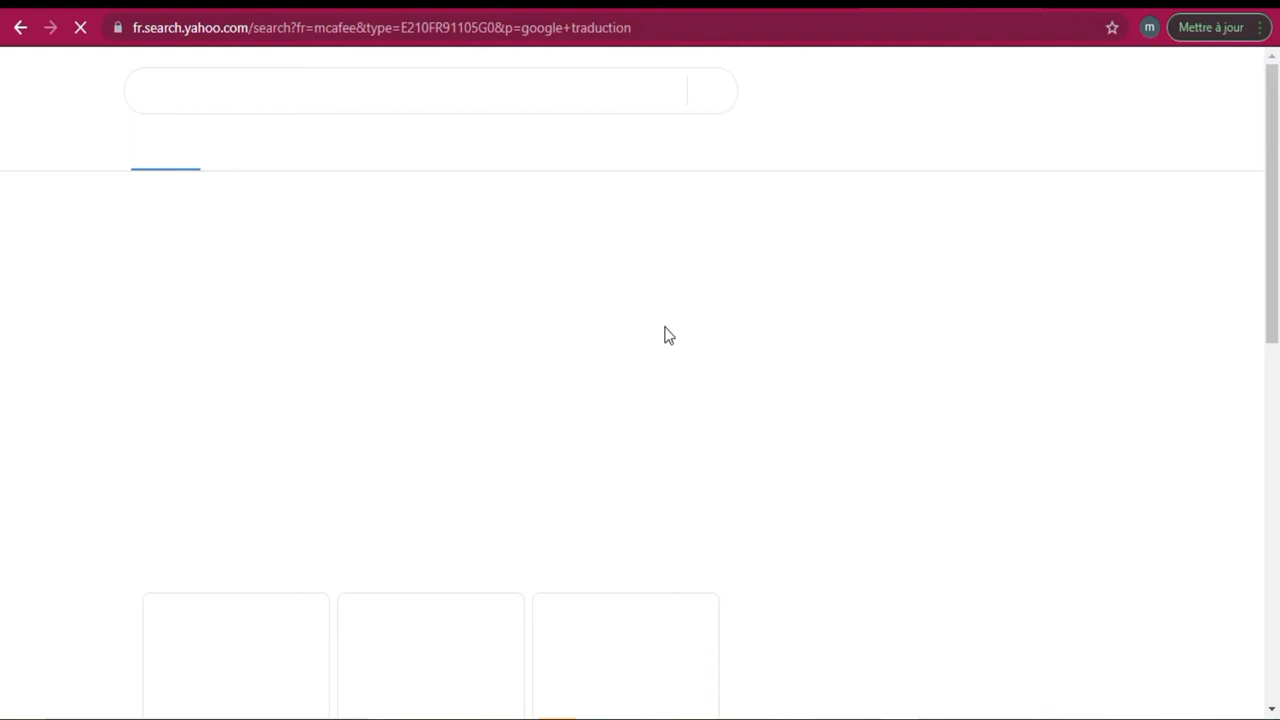 fr.search.yahoo.com/search?fr=mcafee&type=E210FR91105G0&p=google+traduction
m
Mettre à jour